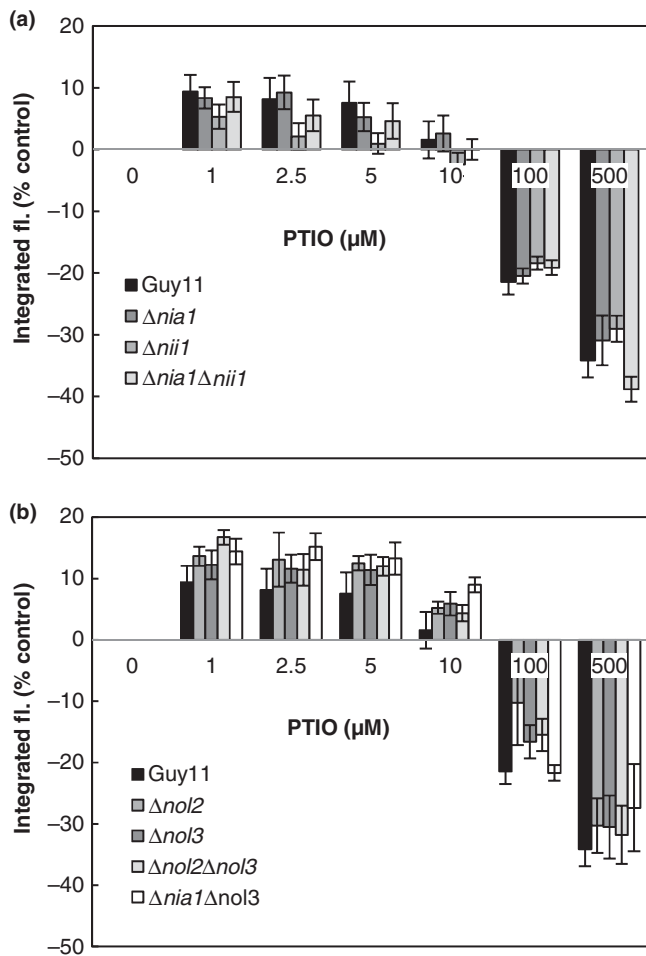 (a)
20
10
0
–10
–20
–30
–40
–50
Integrated fl. (% control)
0 1 2.5 5 10 100 500
PTIO (µM)
Guy11
Δnia1
Δnii1
Δnia1Δnii1
(b)
20
10
0
–10
–20
–30
–40
–50
Integrated fl. (% control)
0 1 2.5 5 10 100 500
PTIO (µM)
Guy11
Δnol2
Δnol3
Δnol2Δnol3
Δnia1Δnol3